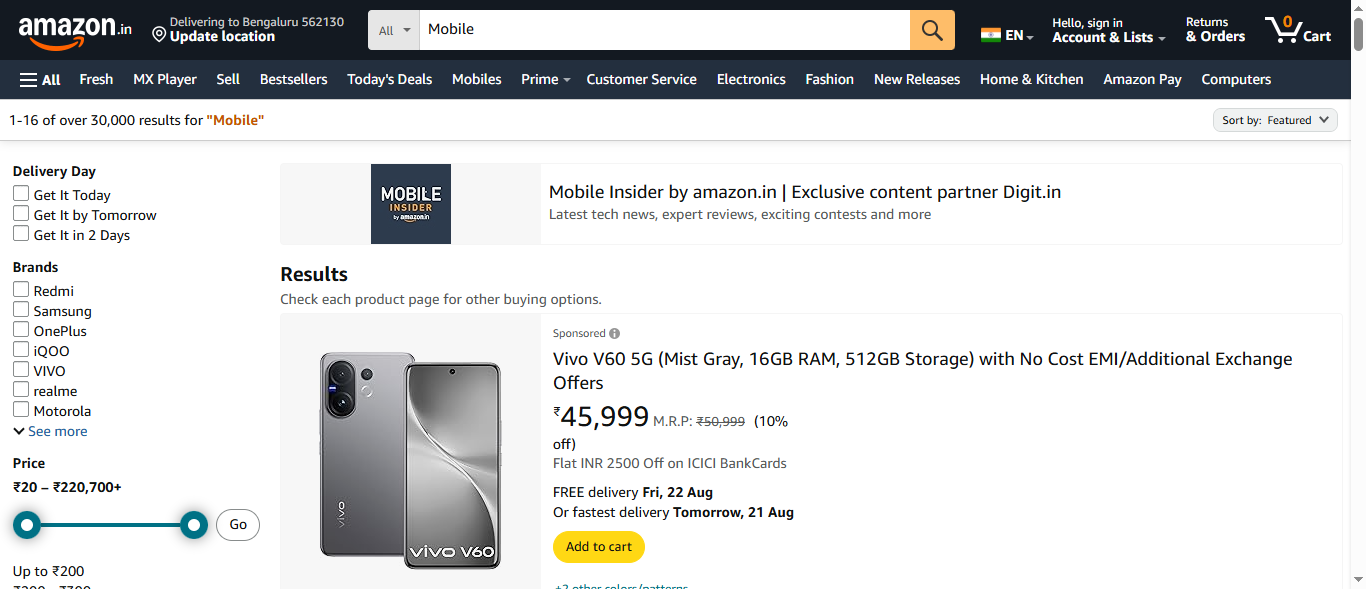 amazon.in
Delivering to Bengaluru 562130
Update location
All
Mobile
EN
Hello, sign in
Account & Lists
Returns
& Orders
0
Cart
All Fresh MX Player Sell Bestsellers Today's Deals Mobiles Prime Customer Service Electronics Fashion New Releases Home & Kitchen Amazon Pay Computers
1-16 of over 30,000 results for "Mobile"
Sort by: Featured
Delivery Day
Get It Today
Get It by Tomorrow
Get It in 2 Days
Brands
Redmi
Samsung
OnePlus
iQOO
VIVO
realme
Motorola
See more
Price
₹20 – ₹220,700+
Go
Up to ₹200
₹200 - ₹700
MOBILE
INSIDER
by amazon.in
Mobile Insider by amazon.in | Exclusive content partner Digit.in
Latest tech news, expert reviews, exciting contests and more
Results
Check each product page for other buying options.
vivo
vivo V60
Sponsored
Vivo V60 5G (Mist Gray, 16GB RAM, 512GB Storage) with No Cost EMI/Additional Exchange
Offers
₹45,999 M.R.P: ₹50,999 (10%
off)
Flat INR 2500 Off on ICICI BankCards
FREE delivery Fri, 22 Aug
Or fastest delivery Tomorrow, 21 Aug
Add to cart
+2 other colors/patterns